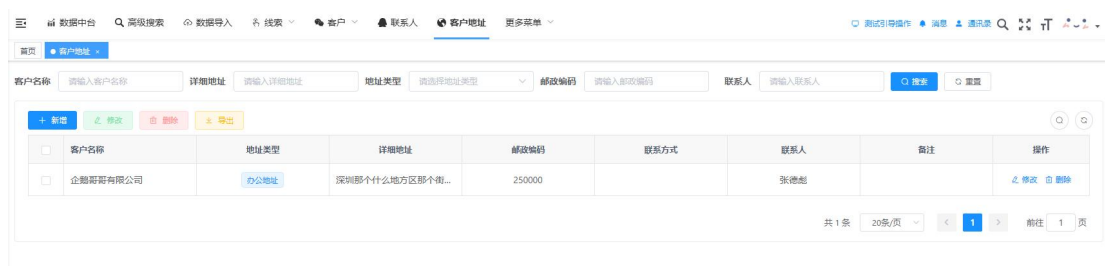 数据中台 高级搜索 数据导入 线索 客户 联系人 客户地址 更多菜单 测试引导操作 消息 通讯录
首页 客户地址 ×
客户名称 请输入客户名称 详细地址 请输入详细地址 地址类型 请选择地址类型 邮政编码 请输入邮政编码 联系人 请输入联系人 搜索 重置
+ 新增 修改 删除 导出
客户名称 地址类型 详细地址 邮政编码 联系方式 联系人 备注 操作
企鹅哥哥有限公司 办公地址 深圳那个什么地方区那个街... 250000 张德彪 修改 删除
共 1 条 20条/页 < 1 > 前往 1 页